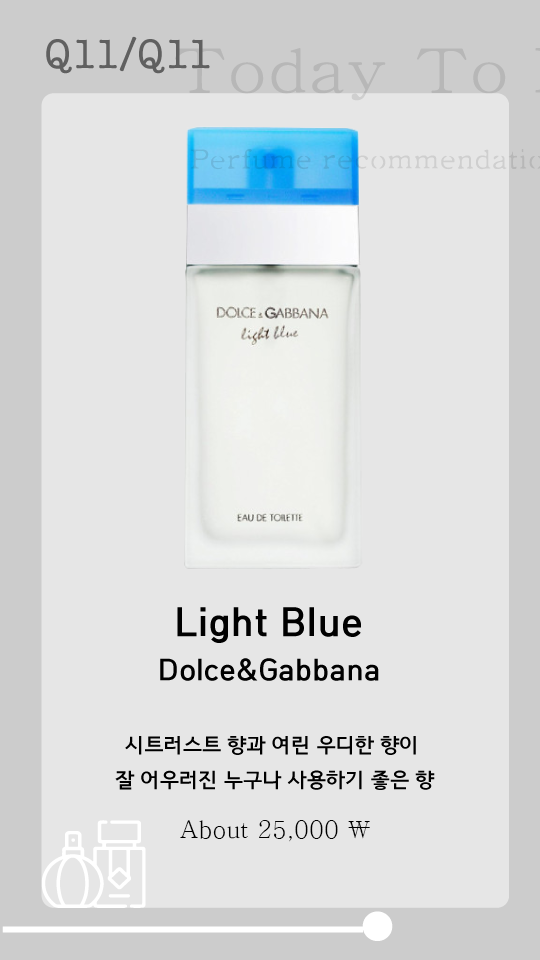 Q11/Q11
Today To
Perfume recommendatio
DOLCE & GABBANA
light blue
EAU DE TOILETTE
Light Blue
Dolce&Gabbana
시트러스트 향과 여린 우디한 향이
잘 어우러진 누구나 사용하기 좋은 향
About 25,000 ₩